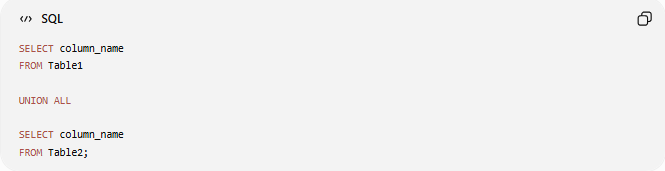 SQL
SELECT column_name
FROM Table1
UNION ALL
SELECT column_name
FROM Table2;